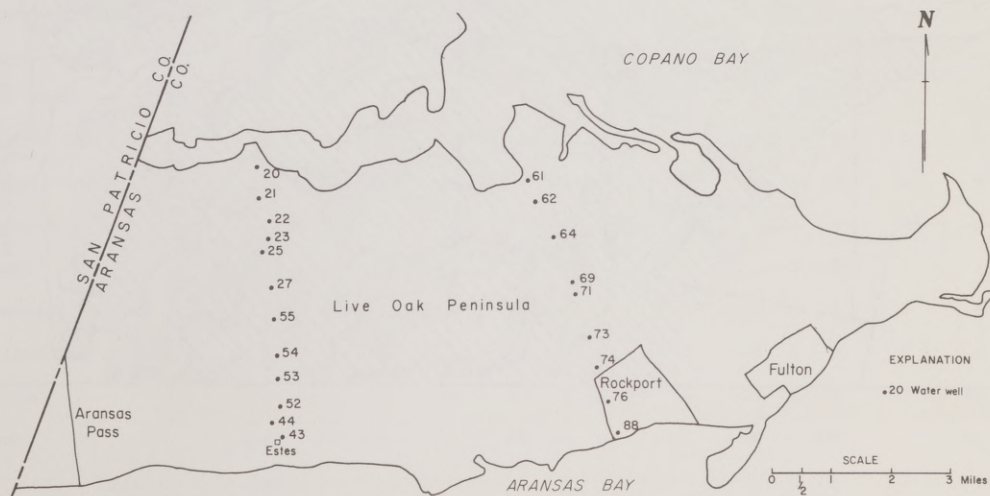 N
COPANO BAY
SAN PATRICIO CO.
ARANSAS CO.
20
21
22
23
25
27
55
54
53
52
44
43
Estes
61
62
64
69
71
73
74
76
88
Live Oak Peninsula
Rockport
Fulton
Aransas
Pass
ARANSAS BAY
EXPLANATION
20 Water well
SCALE
0 1/2 1 2 3 Miles